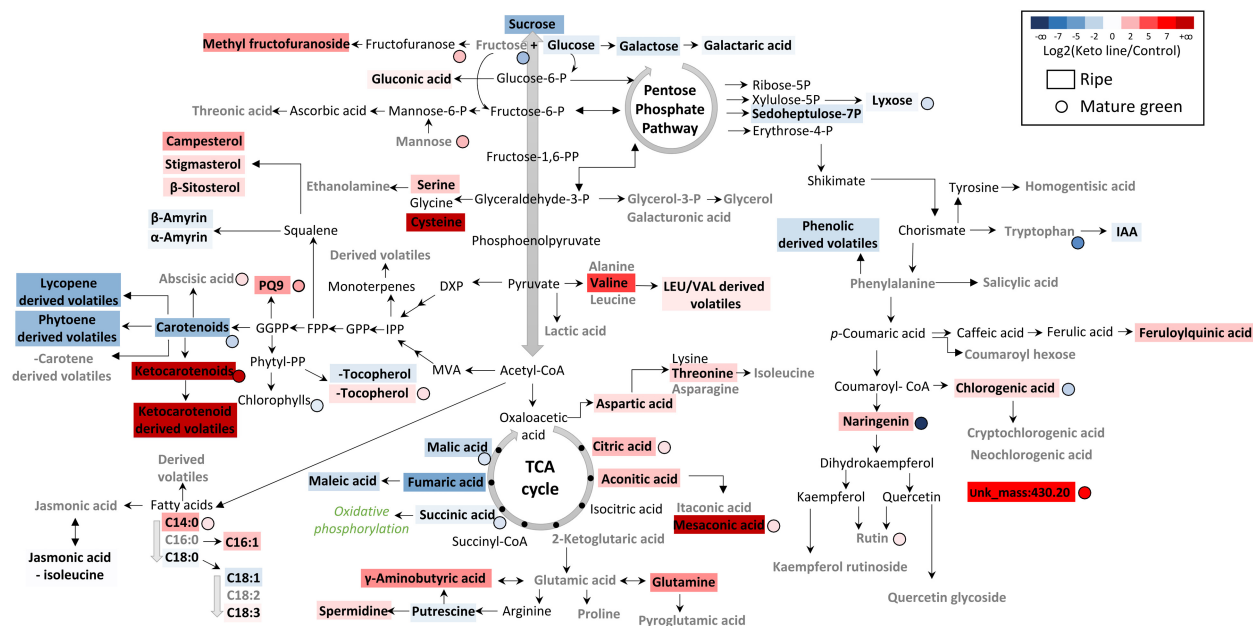 Sucrose
-∞ -7 -5 -2 0 2 5 7 +∞
Log2(Keto line/Control)
Ripe
Mature green
Methyl fructofuranoside
Fructofuranose
Fructose + Glucose
Galactose
Galactaric acid
Gluconic acid
Glucose-6-P
Threonic acid
Ascorbic acid
Mannose-6-P
Fructose-6-P
Mannose
Pentose
Phosphate
Pathway
Ribose-5P
Xylulose-5P
Lyxose
Sedoheptulose-7P
Erythrose-4-P
Campesterol
Stigmasterol
β-Sitosterol
Fructose-1,6-PP
Ethanolamine
Serine
Glycine
Cysteine
Glyceraldehyde-3-P
Glycerol-3-P
Glycerol
Galacturonic acid
Shikimate
Tyrosine
Homogentisic acid
β-Amyrin
α-Amyrin
Squalene
Phosphoenolpyruvate
Phenolic
derived volatiles
Chorismate
Tryptophan
IAA
Derived volatiles
Monoterpenes
Abscisic acid
PQ9
DXP
Pyruvate
Alanine
Valine
Leucine
LEU/VAL derived
volatiles
Lactic acid
Phenylalanine
Salicylic acid
Lycopene
derived volatiles
Phytoene
derived volatiles
Carotenoids
GGPP
FPP
GPP
IPP
-Carotene
derived volatiles
Phytyl-PP
Ketocarotenoids
Chlorophylls
-Tocopherol
-Tocopherol
MVA
Acetyl-CoA
Ketocarotenoid
derived volatiles
Lysine
Threonine
Asparagine
Isoleucine
Aspartic acid
Oxaloacetic
acid
p-Coumaric acid
Caffeic acid
Ferulic acid
Feruloylquinic acid
Coumaroyl hexose
Coumaroyl- CoA
Chlorogenic acid
Naringenin
Cryptochlorogenic acid
Neochlorogenic acid
Dihydrokaempferol
Kaempferol
Quercetin
Unk_mass:430.20
Rutin
Kaempferol rutinoside
Quercetin glycoside
Malic acid
Maleic acid
Fumaric acid
TCA
cycle
Citric acid
Aconitic acid
Oxidative
phosphorylation
Succinic acid
Succinyl-CoA
Isocitric acid
Itaconic acid
Mesaconic acid
2-Ketoglutaric acid
Derived
volatiles
Jasmonic acid
Fatty acids
C14:0
C16:0
C16:1
C18:0
C18:1
C18:2
C18:3
Jasmonic acid
- isoleucine
γ-Aminobutyric acid
Glutamic acid
Glutamine
Spermidine
Putrescine
Arginine
Proline
Pyroglutamic acid